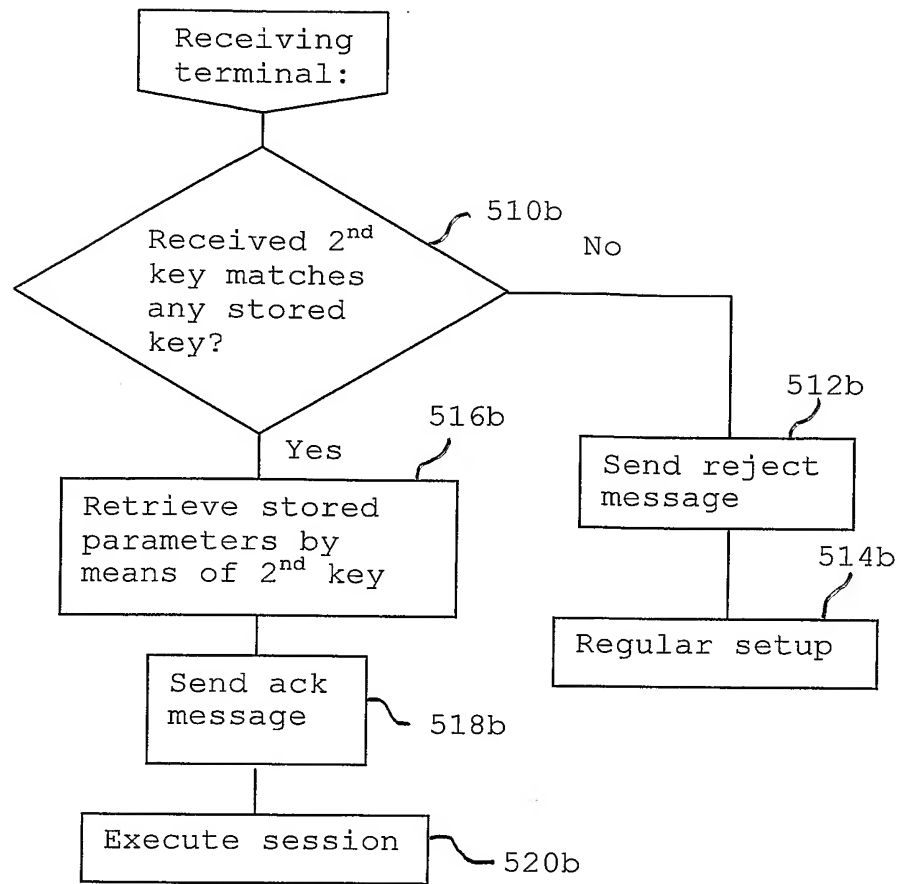 Receiving
terminal:
510b
Received 2nd
key matches
any stored
key?
No
512b
516b
Yes
Send reject
message
Retrieve stored
parameters by
means of 2nd key
514b
Regular setup
Send ack
message
518b
Execute session
520b